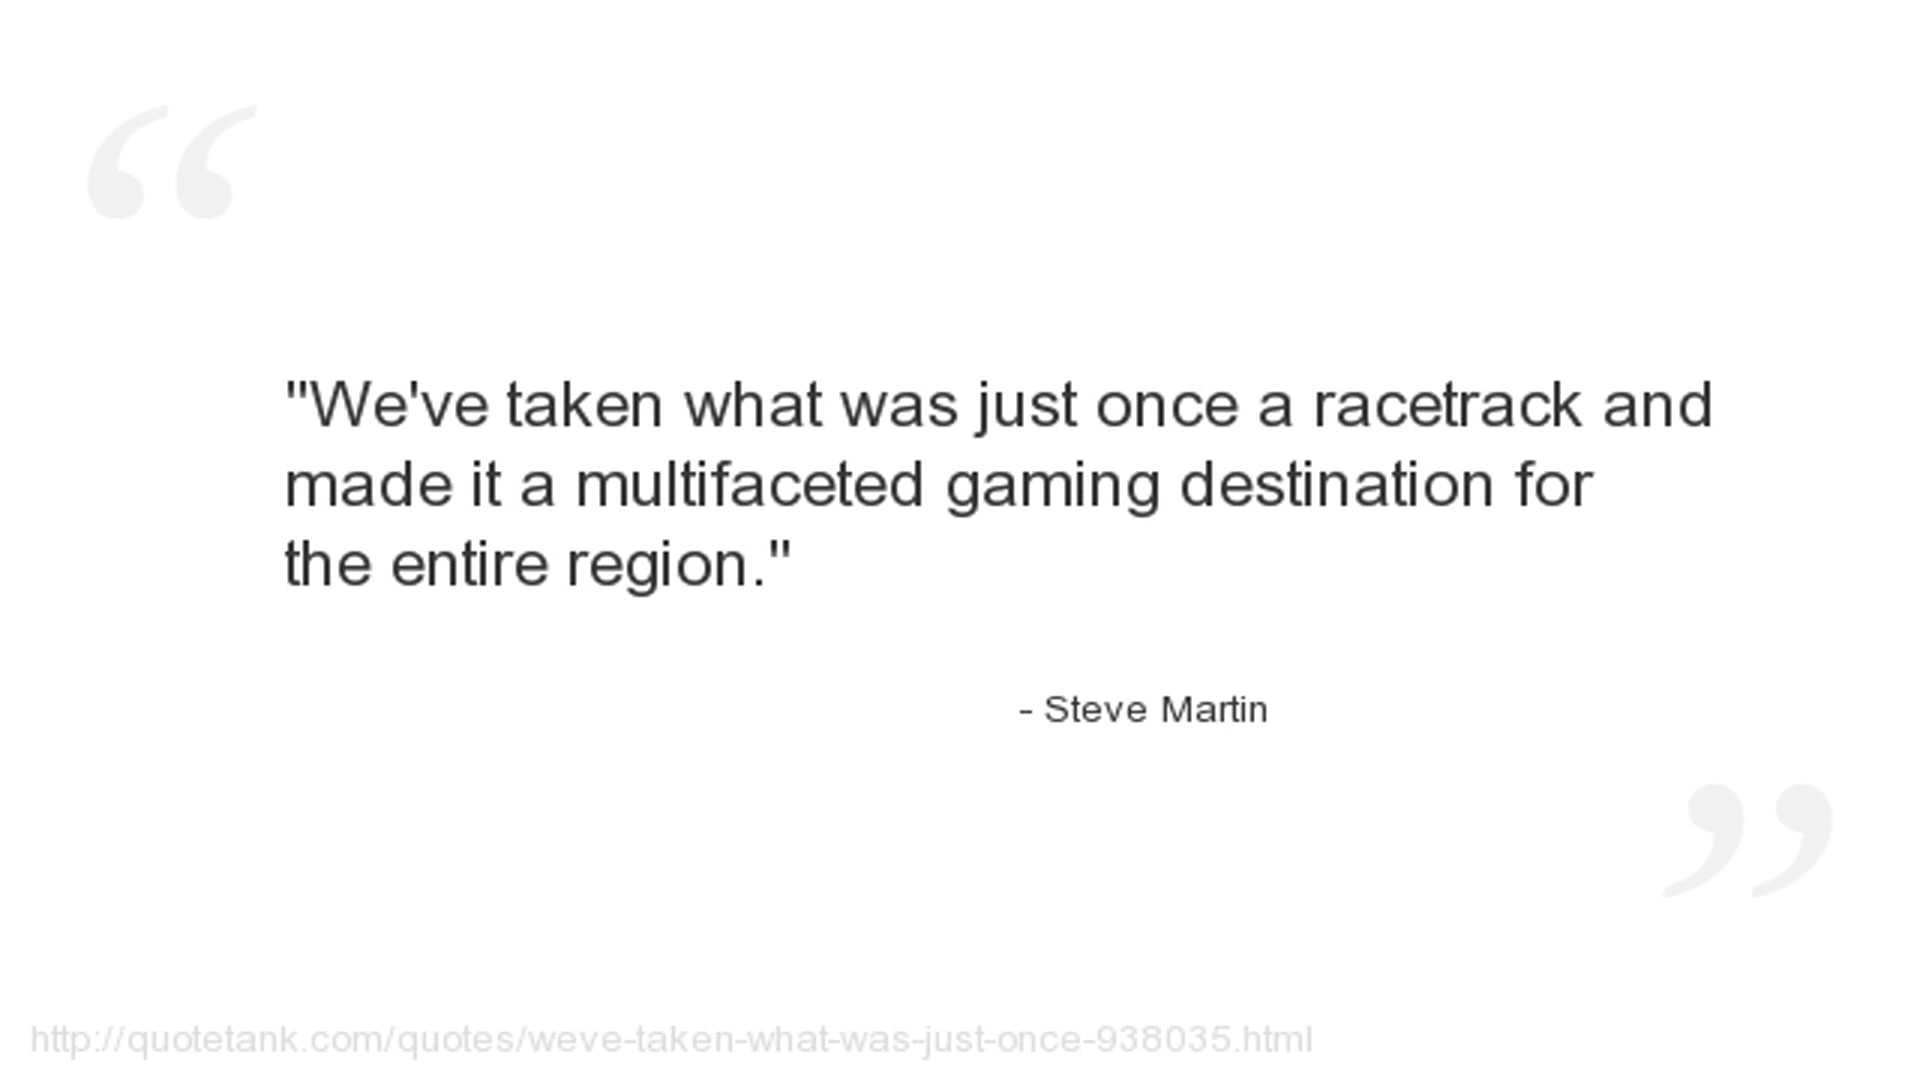 "We've taken what was just once a racetrack and
made it a multifaceted gaming destination for
the entire region."
- Steve Martin
http://quotetank.com/quotes/weve-taken-what-was-just-once-938035.html